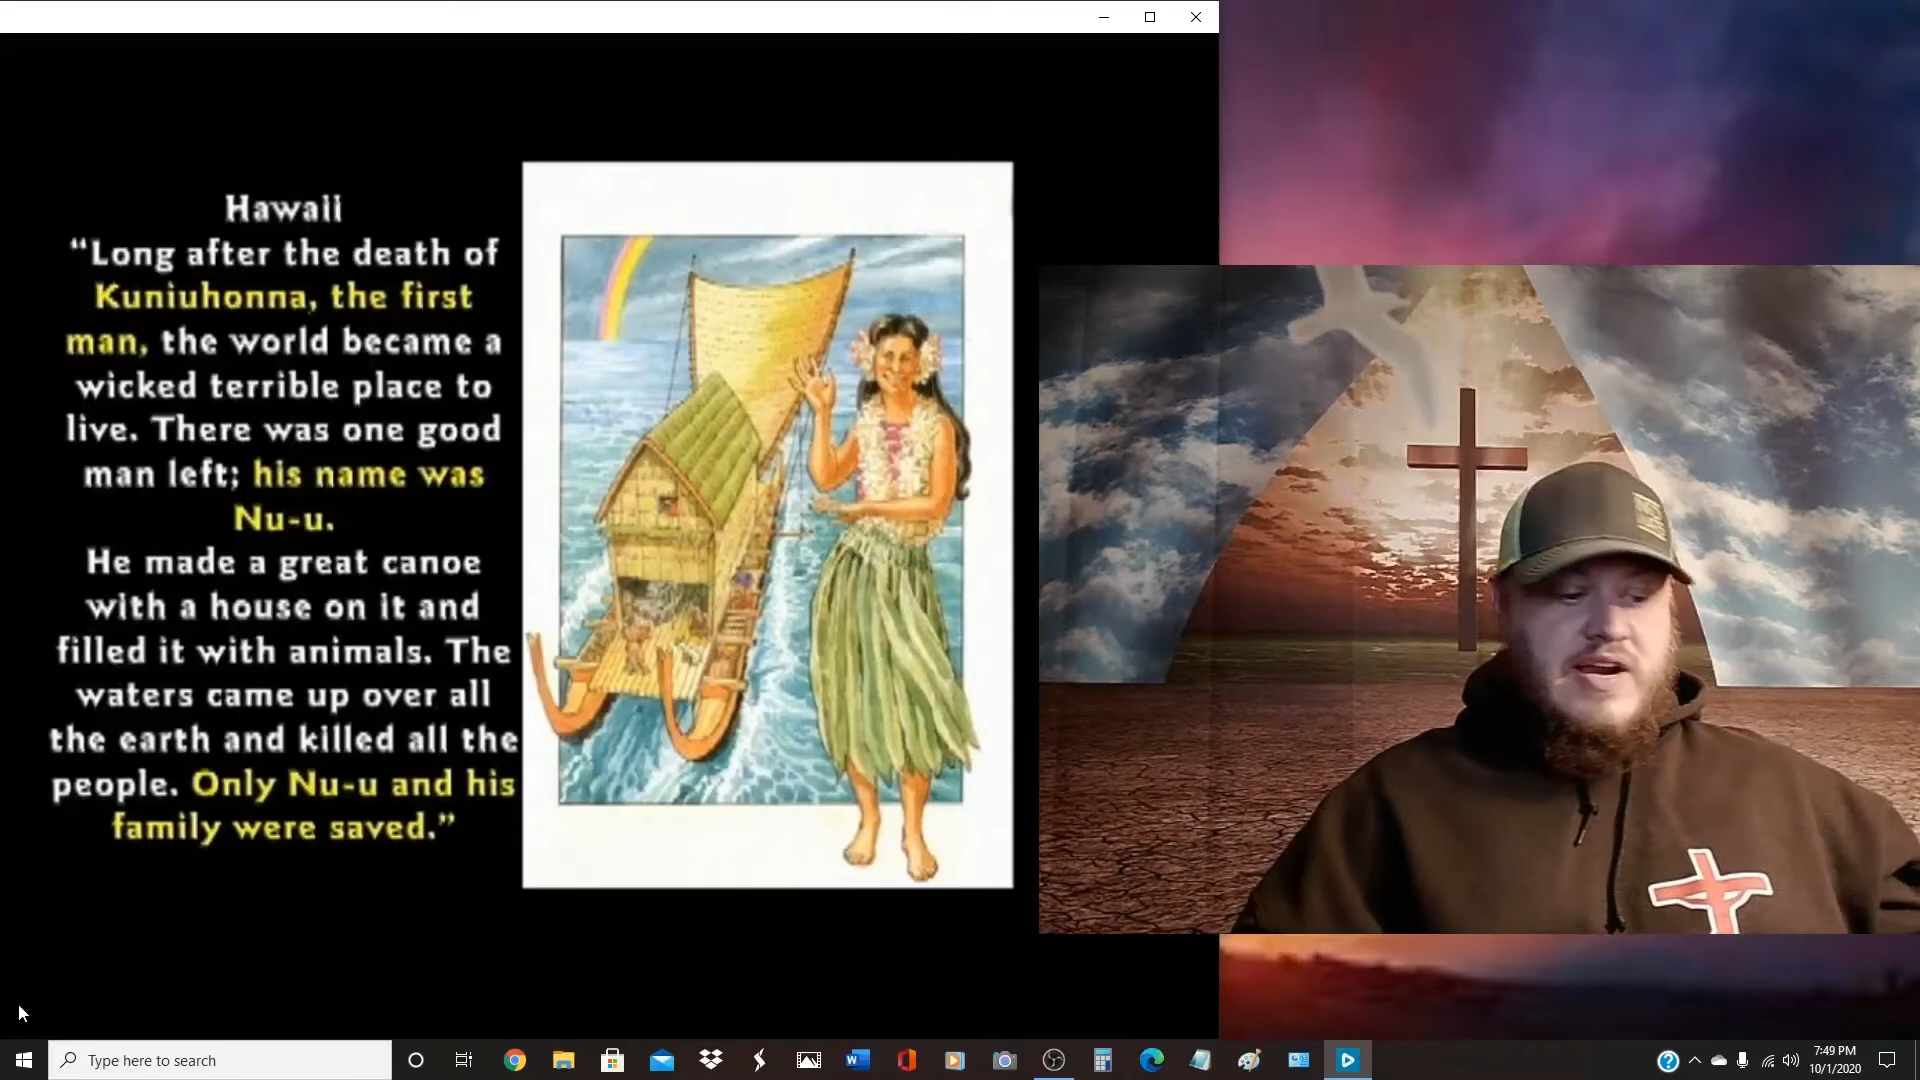 Hawaii
“Long after the death of
Kuniuhonna, the first
man, the world became a
wicked terrible place to
live. There was one good
man left; his name was
Nu-u.
He made a great canoe
with a house on it and
filled it with animals. The
waters came up over all
the earth and killed all the
people. Only Nu-u and his
family were saved.”
Type here to search
7:49 PM
10/1/2020